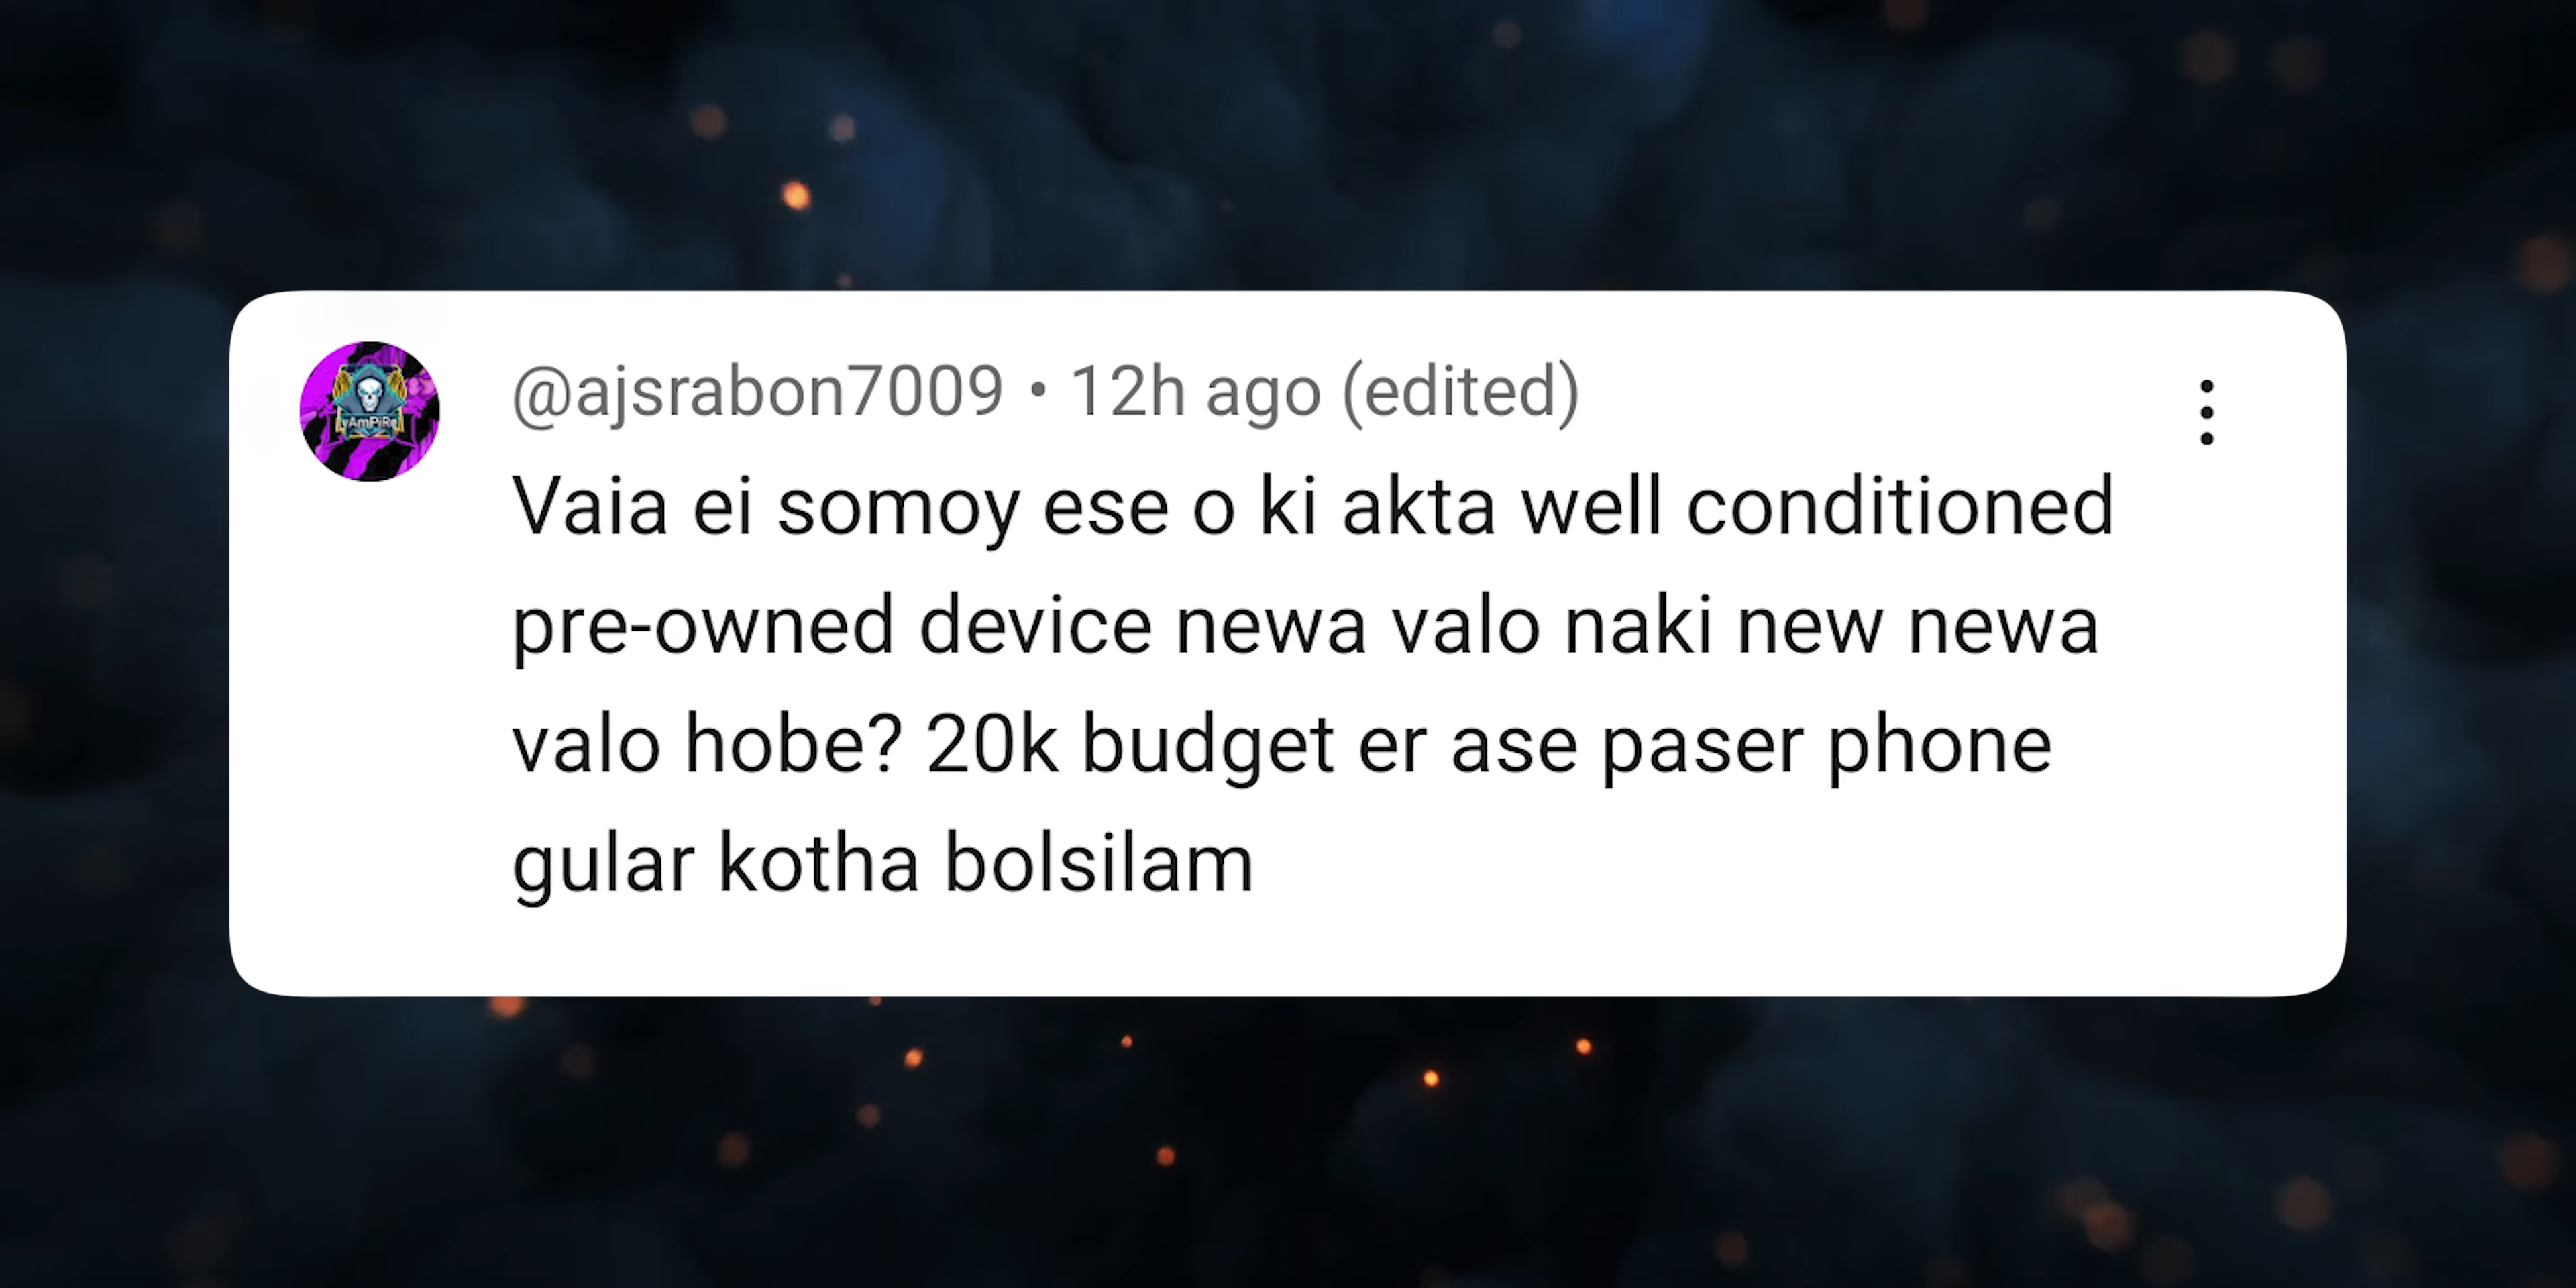 @ajsrabon7009 • 12h ago (edited)
Vaia ei somoy ese o ki akta well conditioned
pre-owned device newa valo naki new newa
valo hobe? 20k budget er ase paser phone
gular kotha bolsilam
vAmPiRe